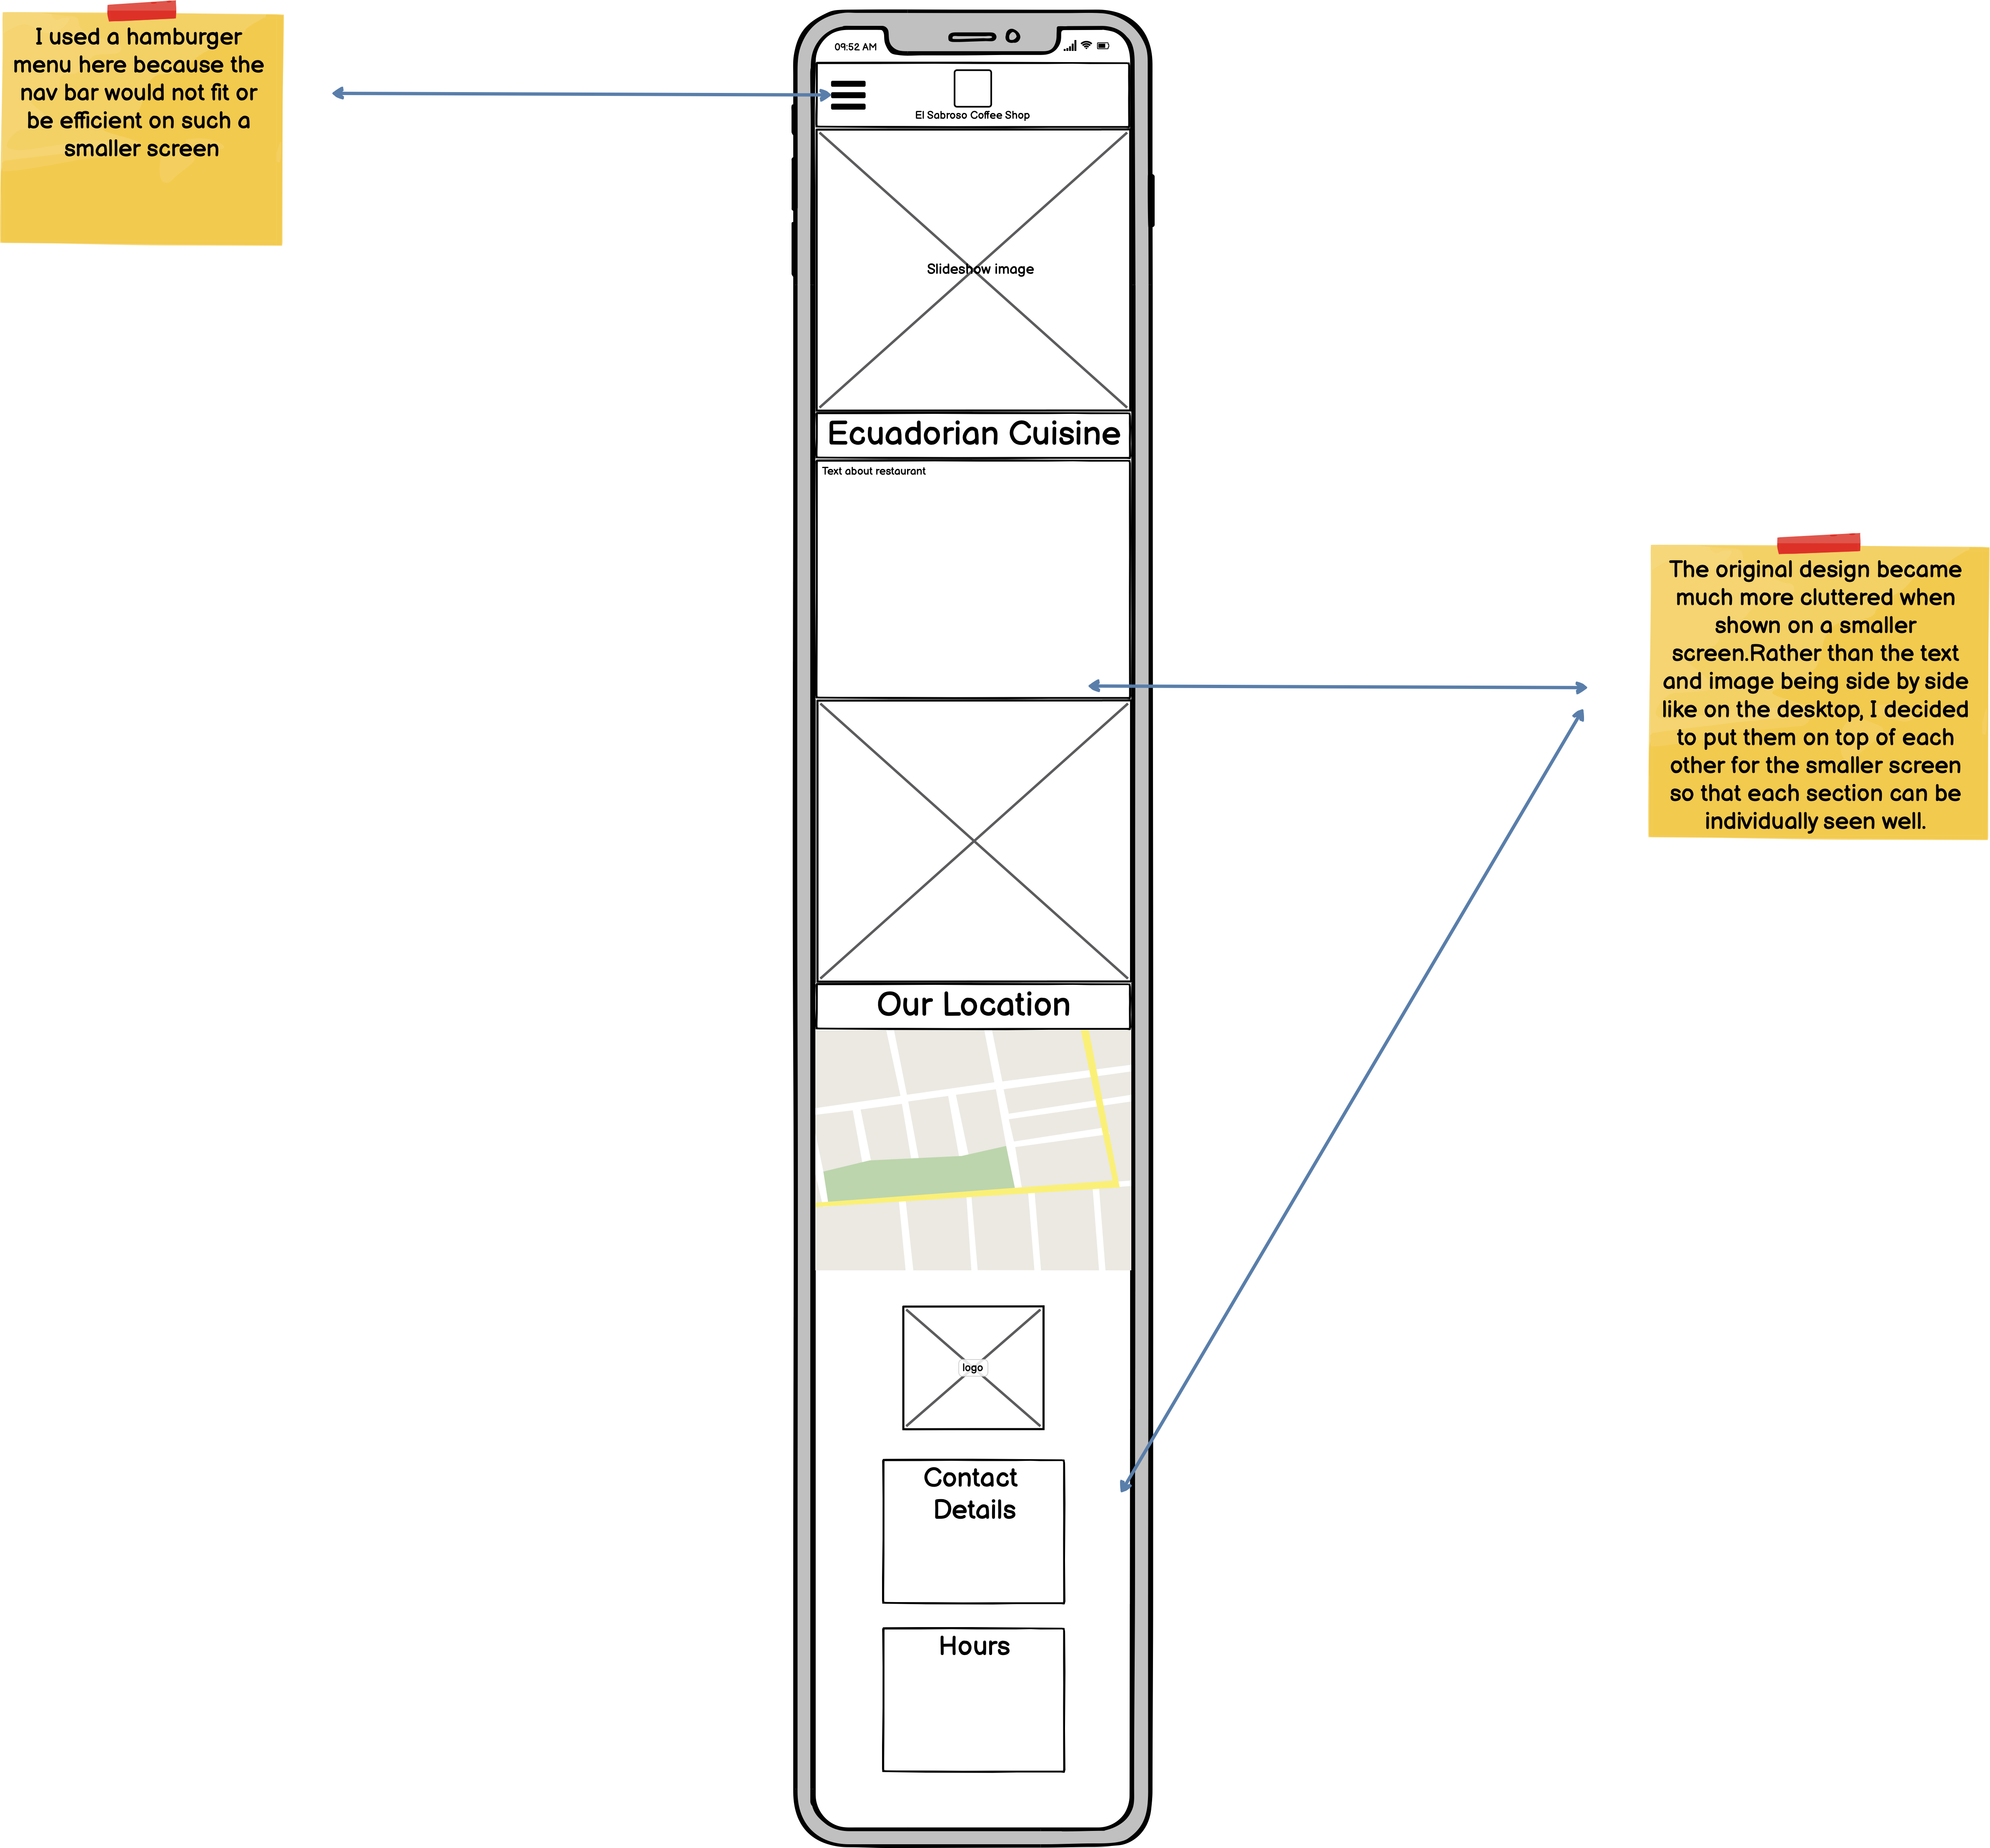 I used a hamburger
menu here because the
nav bar would not fit or
be efficient on such a
smaller screen
09:52 AM
El Sabroso Coffee Shop
Slideshow image
Ecuadorian Cuisine
Text about restaurant
The original design became
much more cluttered when
shown on a smaller
screen.Rather than the text
and image being side by side
like on the desktop, I decided
to put them on top of each
other for the smaller screen
so that each section can be
individually seen well.
Our Location
logo
Contact
Details
Hours